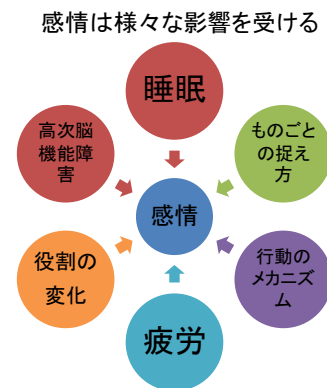 感情は様々な影響を受ける
睡眠
高次脳
機能障
害
ものごと
の捉え
方
感情
役割の
変化
行動の
メカニズ
ム
疲労